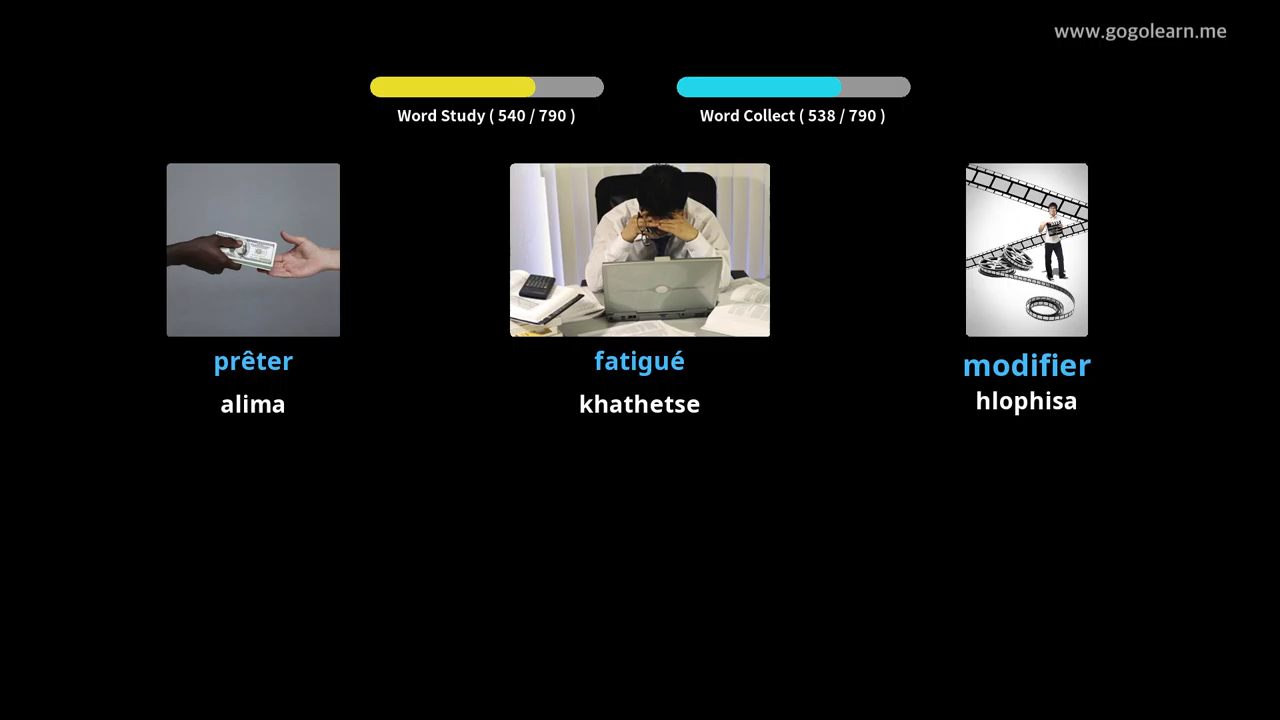 www.gogolearn.me
Word Study ( 540 / 790 )
Word Collect ( 538 / 790 )
prêter
fatigué
modifier
alima
khathetse
hlophisa